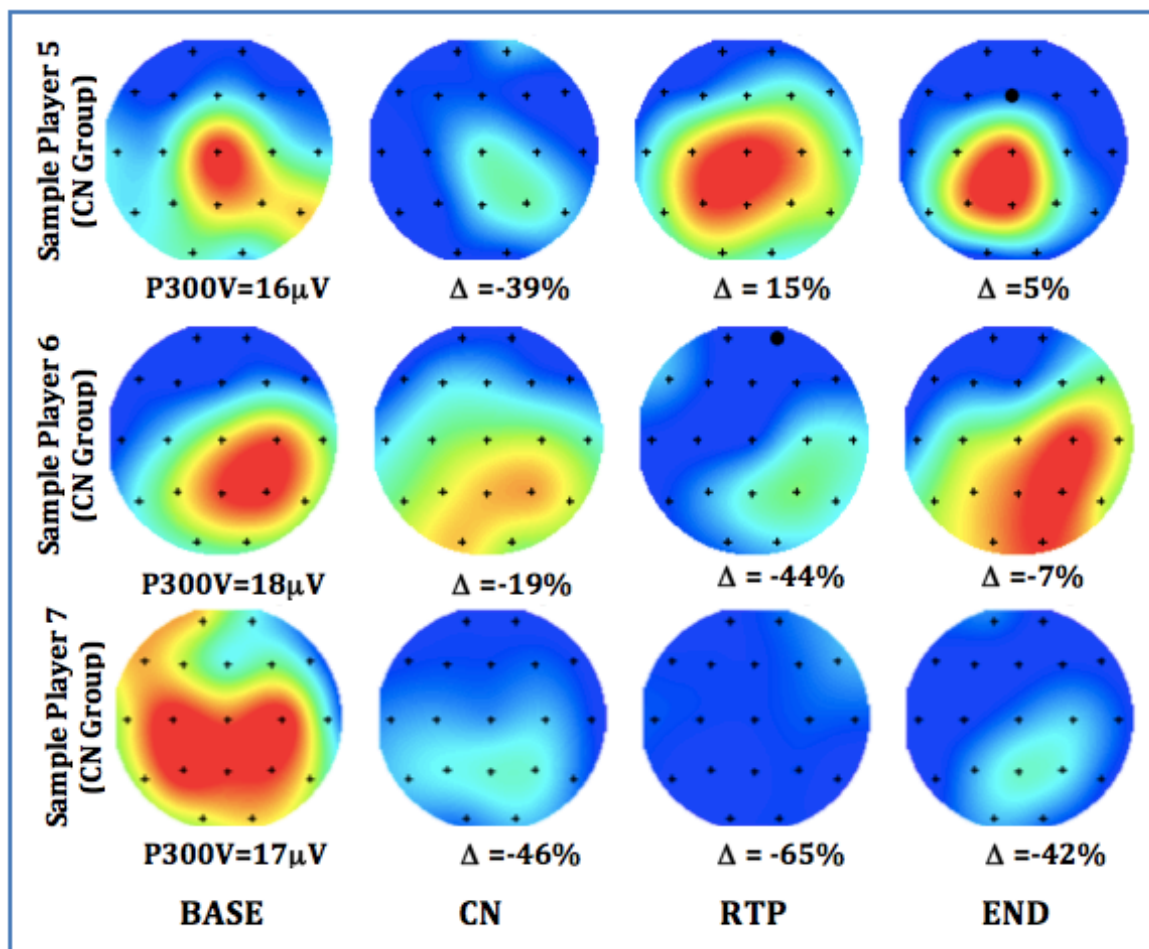 Sample Player 5
(CN Group)
P300V=16μV
Δ =-39%
Δ = 15%
Δ =5%
Sample Player 6
(CN Group)
P300V=18μV
Δ =-19%
Δ = -44%
Δ =-7%
Sample Player 7
(CN Group)
P300V=17μV
Δ =-46%
Δ = -65%
Δ =-42%
BASE
CN
RTP
END